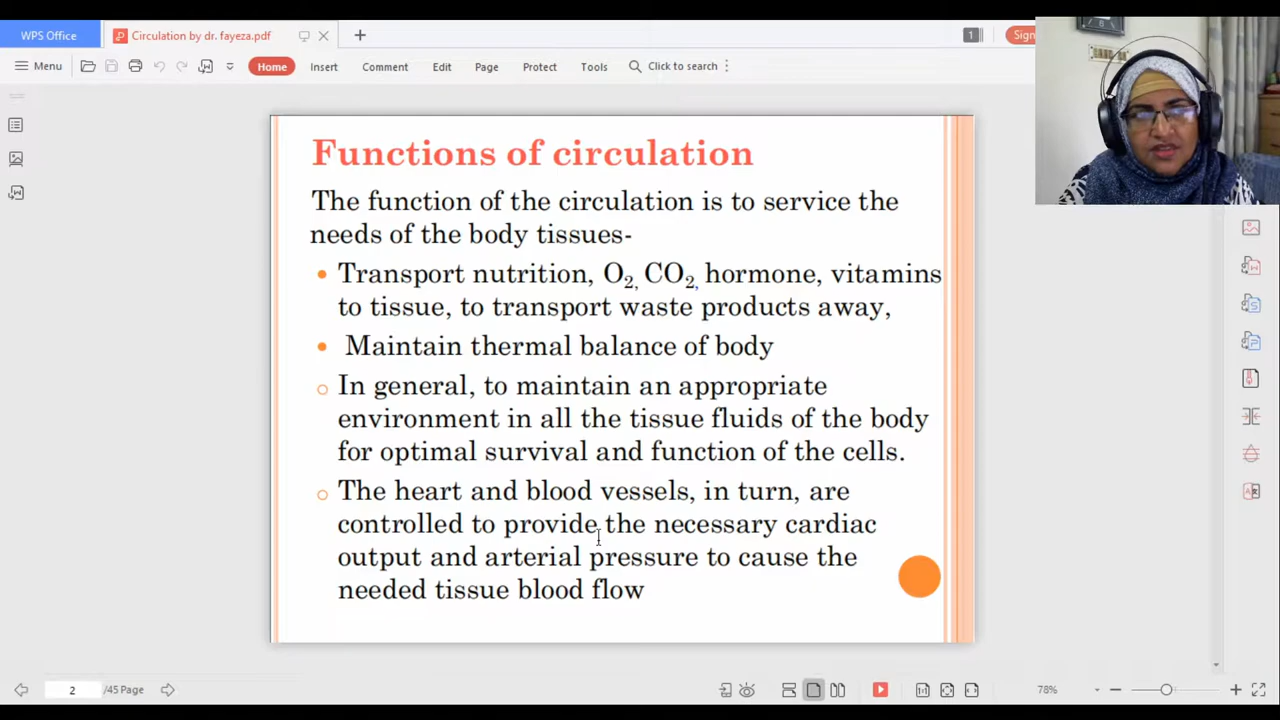 WPS Office
Circulation by dr. fayeza.pdf
1
Sign
Menu
Home
Insert
Comment
Edit
Page
Protect
Tools
Click to search
Functions of circulation
The function of the circulation is to service the
needs of the body tissues-
Transport nutrition, O2, CO2, hormone, vitamins
to tissue, to transport waste products away,
Maintain thermal balance of body
In general, to maintain an appropriate
environment in all the tissue fluids of the body
for optimal survival and function of the cells.
The heart and blood vessels, in turn, are
controlled to provide the necessary cardiac
output and arterial pressure to cause the
needed tissue blood flow
2 /45 Page
78%